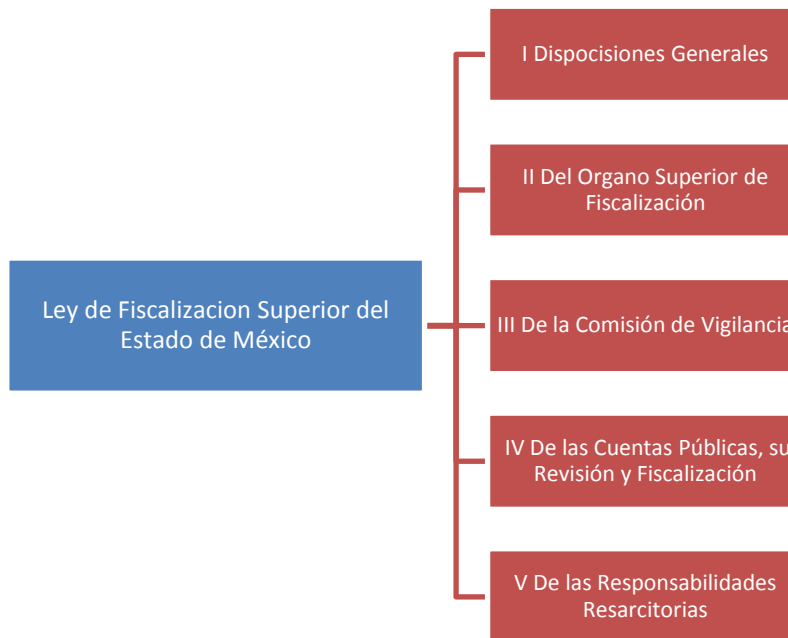 I Dispocisiones Generales
II Del Organo Superior de
Fiscalización
Ley de Fiscalizacion Superior del
Estado de México
III De la Comisión de Vigilancia
IV De las Cuentas Públicas, su
Revisión y Fiscalización
V De las Responsabilidades
Resarcitorias